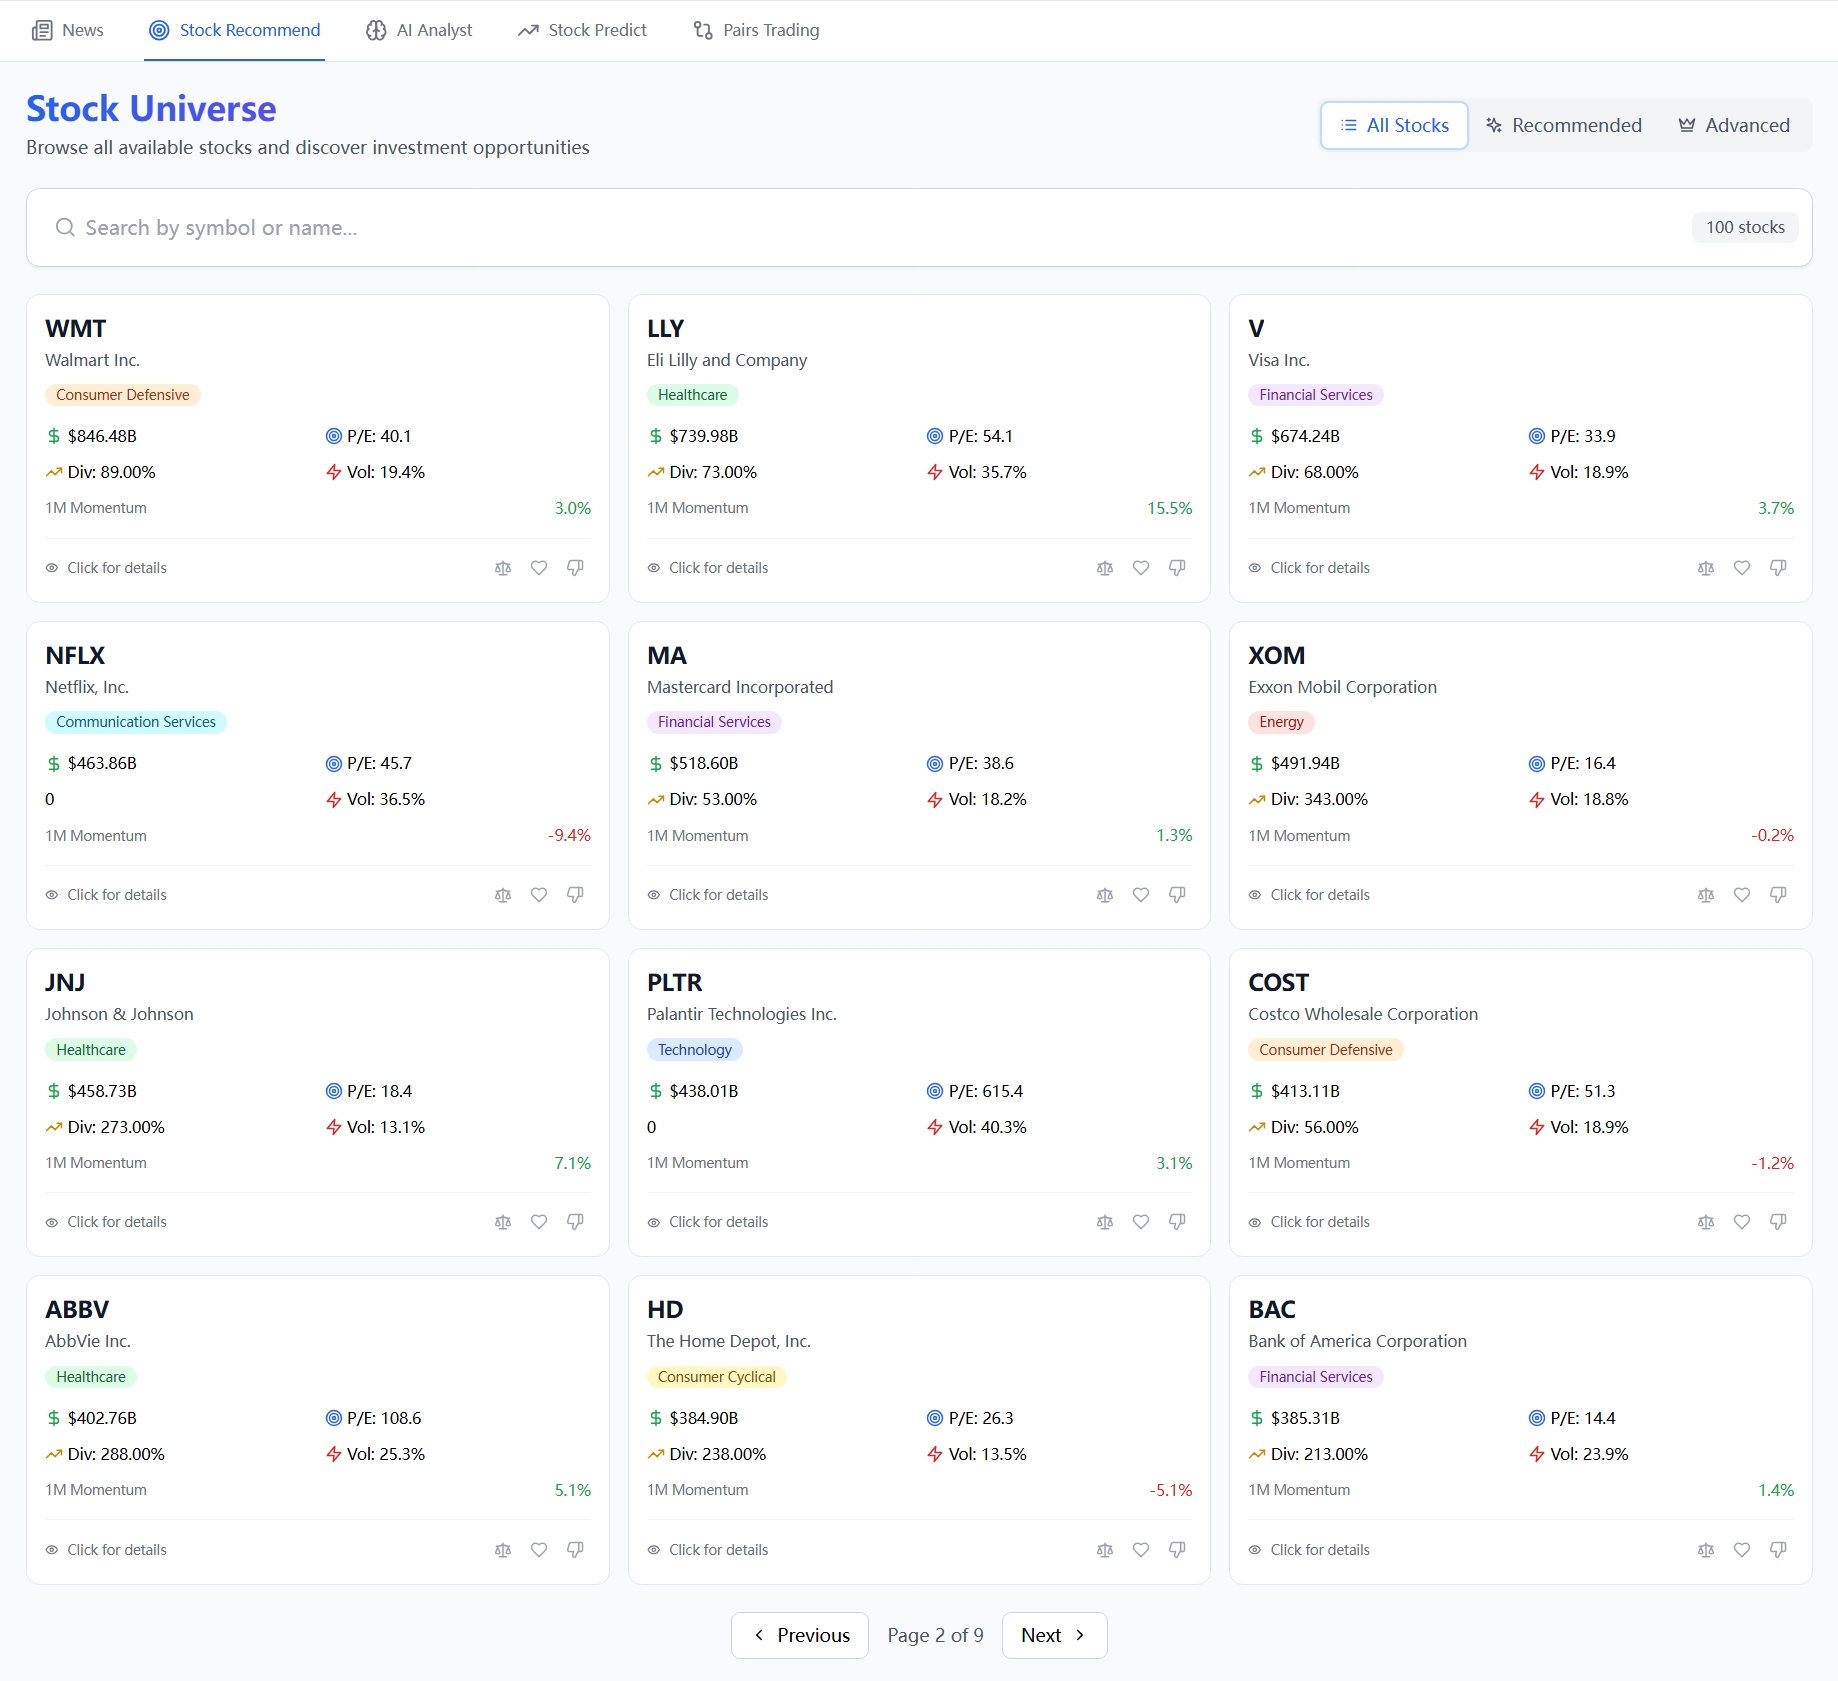 News
Stock Recommend
AI Analyst
Stock Predict
Pairs Trading
Stock Universe
Browse all available stocks and discover investment opportunities
All Stocks
Recommended
Advanced
Search by symbol or name...
100 stocks
WMT
Walmart Inc.
Consumer Defensive
$846.48B
P/E: 40.1
Div: 89.00%
Vol: 19.4%
1M Momentum
3.0%
Click for details
LLY
Eli Lilly and Company
Healthcare
$739.98B
P/E: 54.1
Div: 73.00%
Vol: 35.7%
1M Momentum
15.5%
Click for details
V
Visa Inc.
Financial Services
$674.24B
P/E: 33.9
Div: 68.00%
Vol: 18.9%
1M Momentum
3.7%
Click for details
NFLX
Netflix, Inc.
Communication Services
$463.86B
P/E: 45.7
0
Vol: 36.5%
1M Momentum
-9.4%
Click for details
MA
Mastercard Incorporated
Financial Services
$518.60B
P/E: 38.6
Div: 53.00%
Vol: 18.2%
1M Momentum
1.3%
Click for details
XOM
Exxon Mobil Corporation
Energy
$491.94B
P/E: 16.4
Div: 343.00%
Vol: 18.8%
1M Momentum
-0.2%
Click for details
JNJ
Johnson & Johnson
Healthcare
$458.73B
P/E: 18.4
Div: 273.00%
Vol: 13.1%
1M Momentum
7.1%
Click for details
PLTR
Palantir Technologies Inc.
Technology
$438.01B
P/E: 615.4
0
Vol: 40.3%
1M Momentum
3.1%
Click for details
COST
Costco Wholesale Corporation
Consumer Defensive
$413.11B
P/E: 51.3
Div: 56.00%
Vol: 18.9%
1M Momentum
-1.2%
Click for details
ABBV
AbbVie Inc.
Healthcare
$402.76B
P/E: 108.6
Div: 288.00%
Vol: 25.3%
1M Momentum
5.1%
Click for details
HD
The Home Depot, Inc.
Consumer Cyclical
$384.90B
P/E: 26.3
Div: 238.00%
Vol: 13.5%
1M Momentum
-5.1%
Click for details
BAC
Bank of America Corporation
Financial Services
$385.31B
P/E: 14.4
Div: 213.00%
Vol: 23.9%
1M Momentum
1.4%
Click for details
Previous
Page 2 of 9
Next